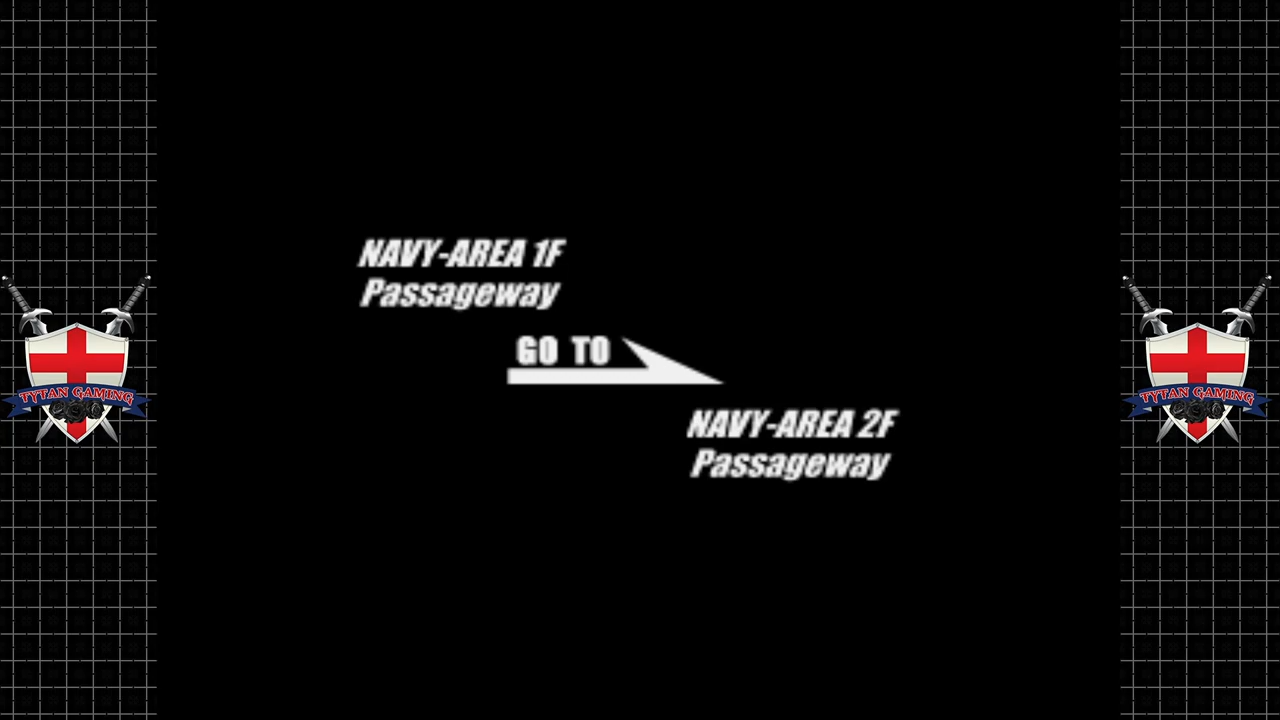 NAVY-AREA 1F
Passageway
GO TO
NAVY-AREA 2F
Passageway
TYTAN GAMING
TYTAN GAMING